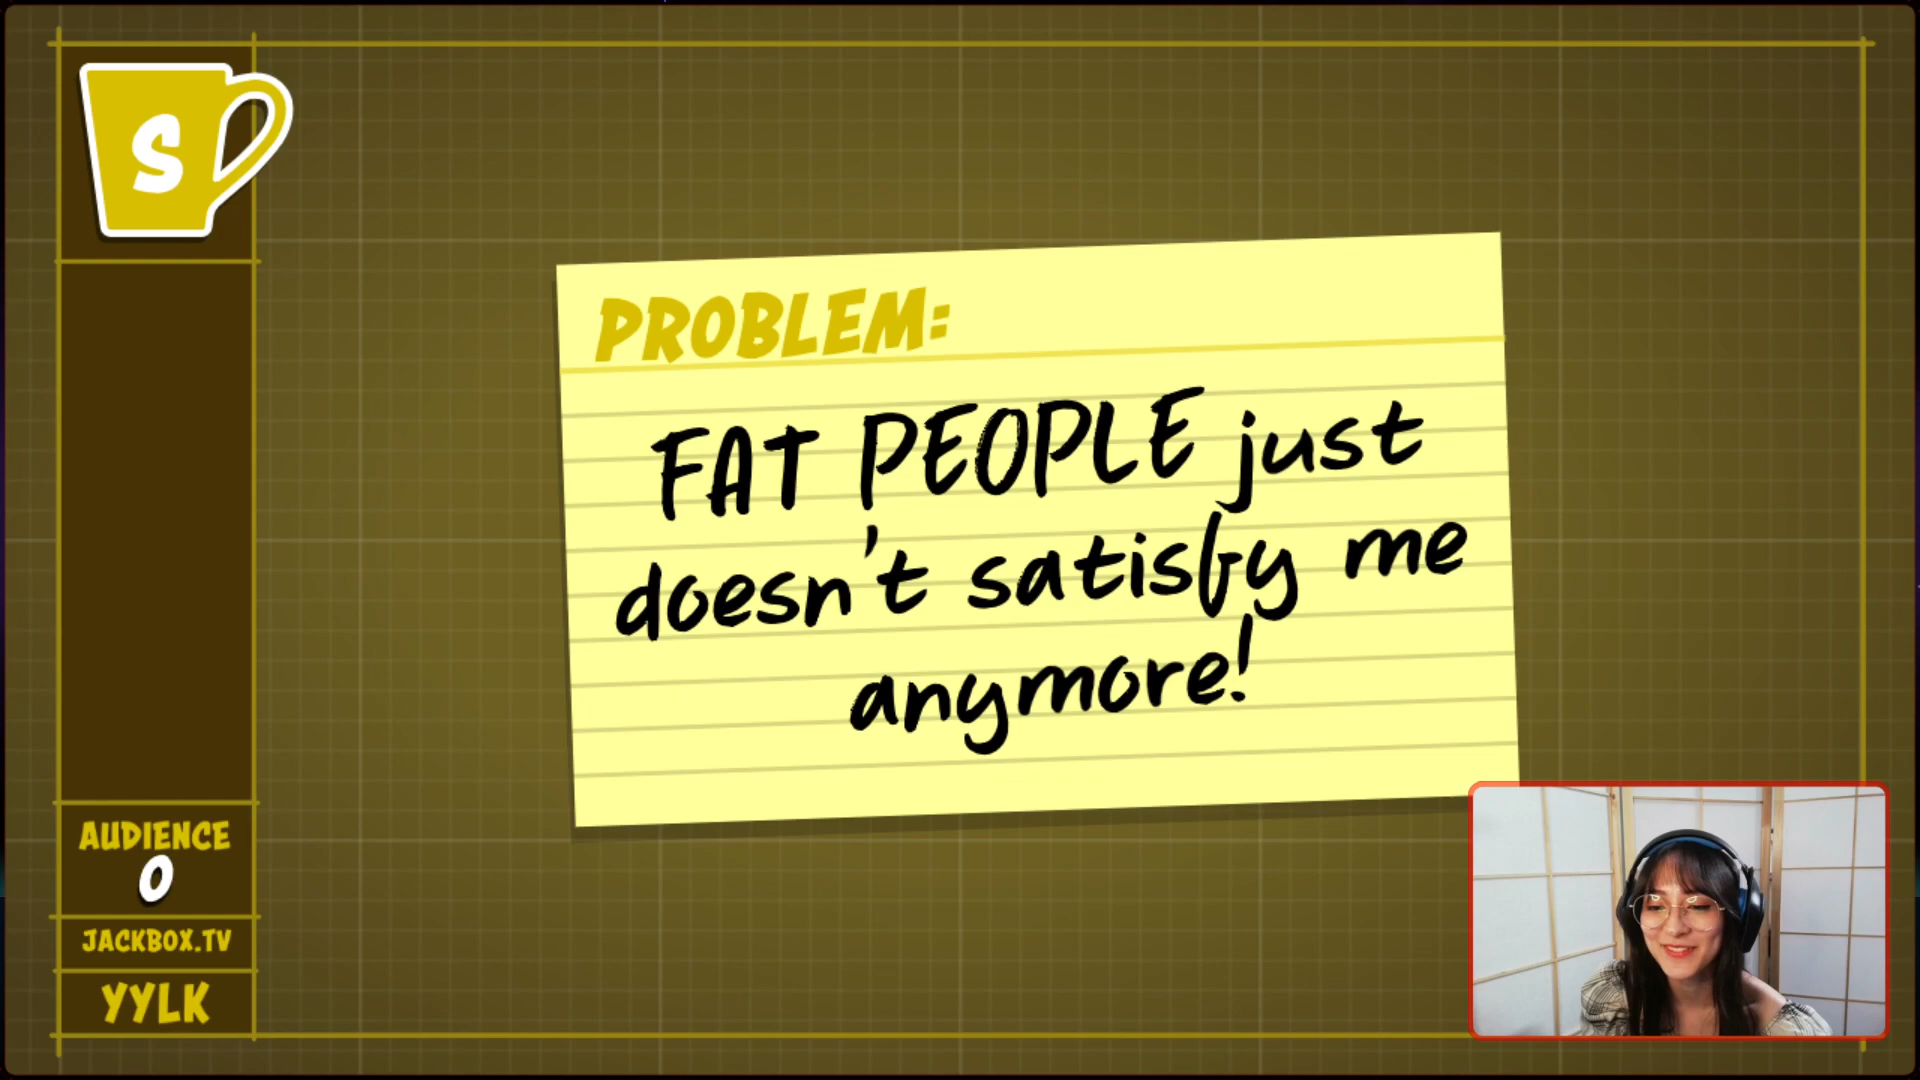 S
PROBLEM:
FAT PEOPLE just
doesn't satisfy me
anymore!
AUDIENCE
0
JACKBOX.TV
YYLK